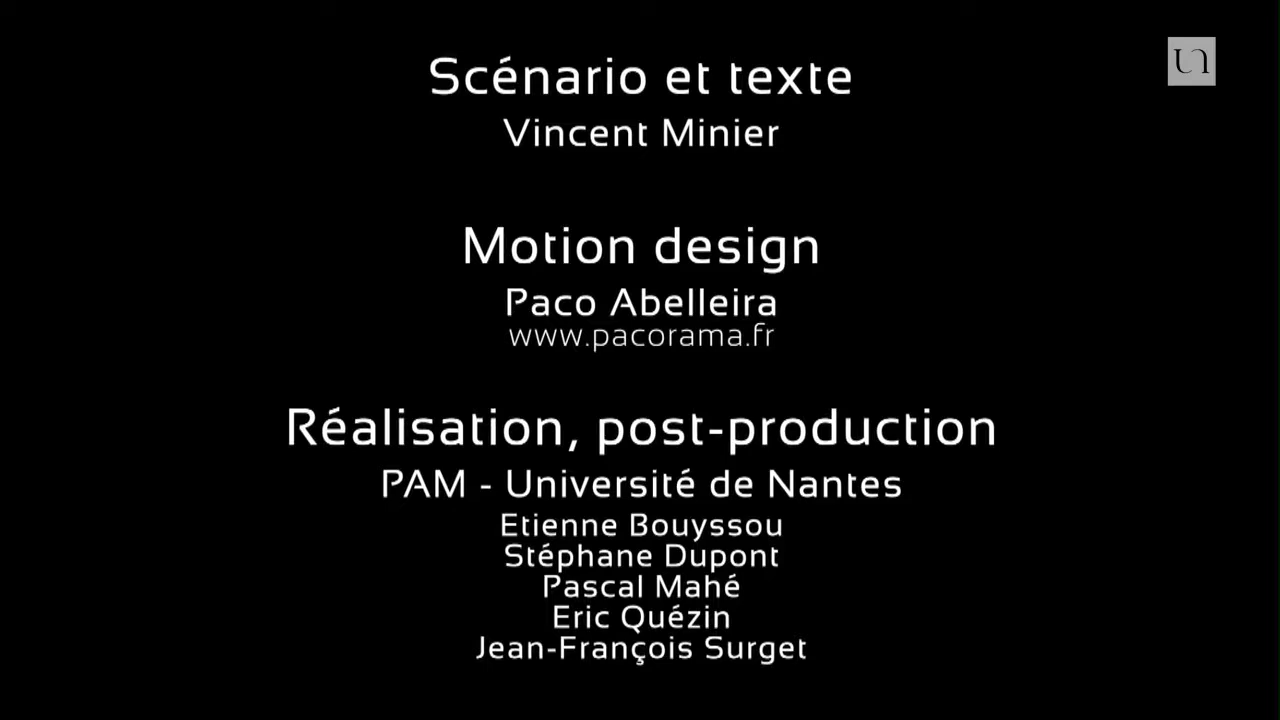 Scénario et texte
Vincent Minier
Motion design
Paco Abelleira
www.pacorama.fr
Réalisation, post-production
PAM - Université de Nantes
Etienne Bouyssou
Stéphane Dupont
Pascal Mahé
Eric Quézin
Jean-François Surget